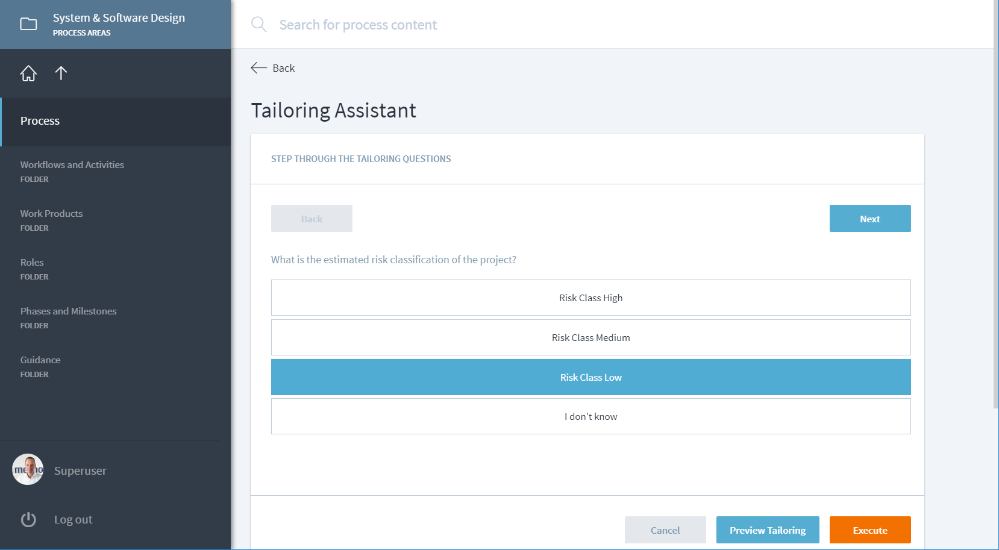 System & Software Design
PROCESS AREAS
Search for process content
Back
Process
Tailoring Assistant
Workflows and Activities
FOLDER
Work Products
FOLDER
Roles
FOLDER
Phases and Milestones
FOLDER
Guidance
FOLDER
Superuser
Log out
STEP THROUGH THE TAILORING QUESTIONS
Back
Next
What is the estimated risk classification of the project?
Risk Class High
Risk Class Medium
Risk Class Low
I don't know
Cancel
Preview Tailoring
Execute